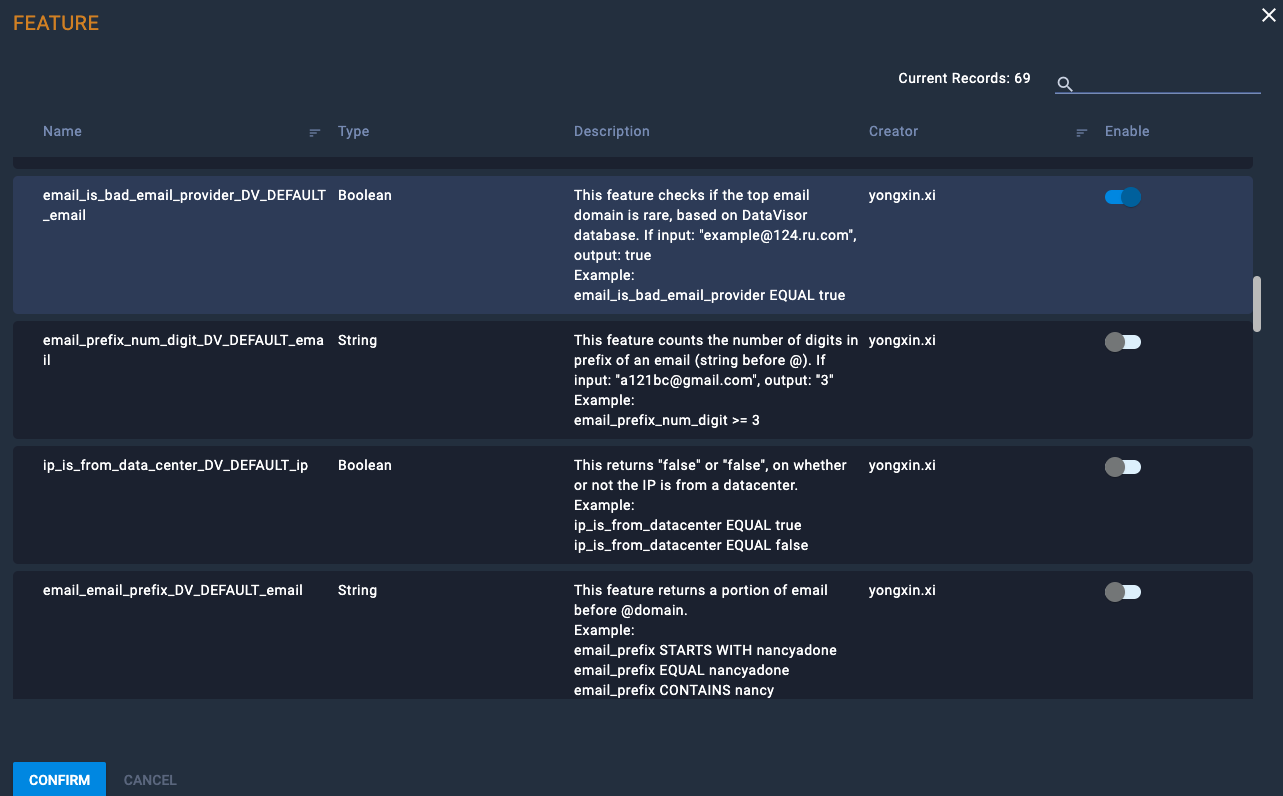 FEATURE
Current Records: 69
Name Type Description Creator Enable
email_is_bad_email_provider_DV_DEFAULT
_email
Boolean
This feature checks if the top email
domain is rare, based on DataVisor
database. If input: "example@124.ru.com",
output: true
Example:
email_is_bad_email_provider EQUAL true
yongxin.xi
email_prefix_num_digit_DV_DEFAULT_ema
il
String
This feature counts the number of digits in
prefix of an email (string before @). If
input: "a121bc@gmail.com", output: "3"
Example:
email_prefix_num_digit >= 3
yongxin.xi
ip_is_from_data_center_DV_DEFAULT_ip
Boolean
This returns "false" or "false", on whether
or not the IP is from a datacenter.
Example:
ip_is_from_datacenter EQUAL true
ip_is_from_datacenter EQUAL false
yongxin.xi
email_email_prefix_DV_DEFAULT_email
String
This feature returns a portion of email
before @domain.
Example:
email_prefix STARTS WITH nancyadone
email_prefix EQUAL nancyadone
email_prefix CONTAINS nancy
yongxin.xi
CONFIRM CANCEL